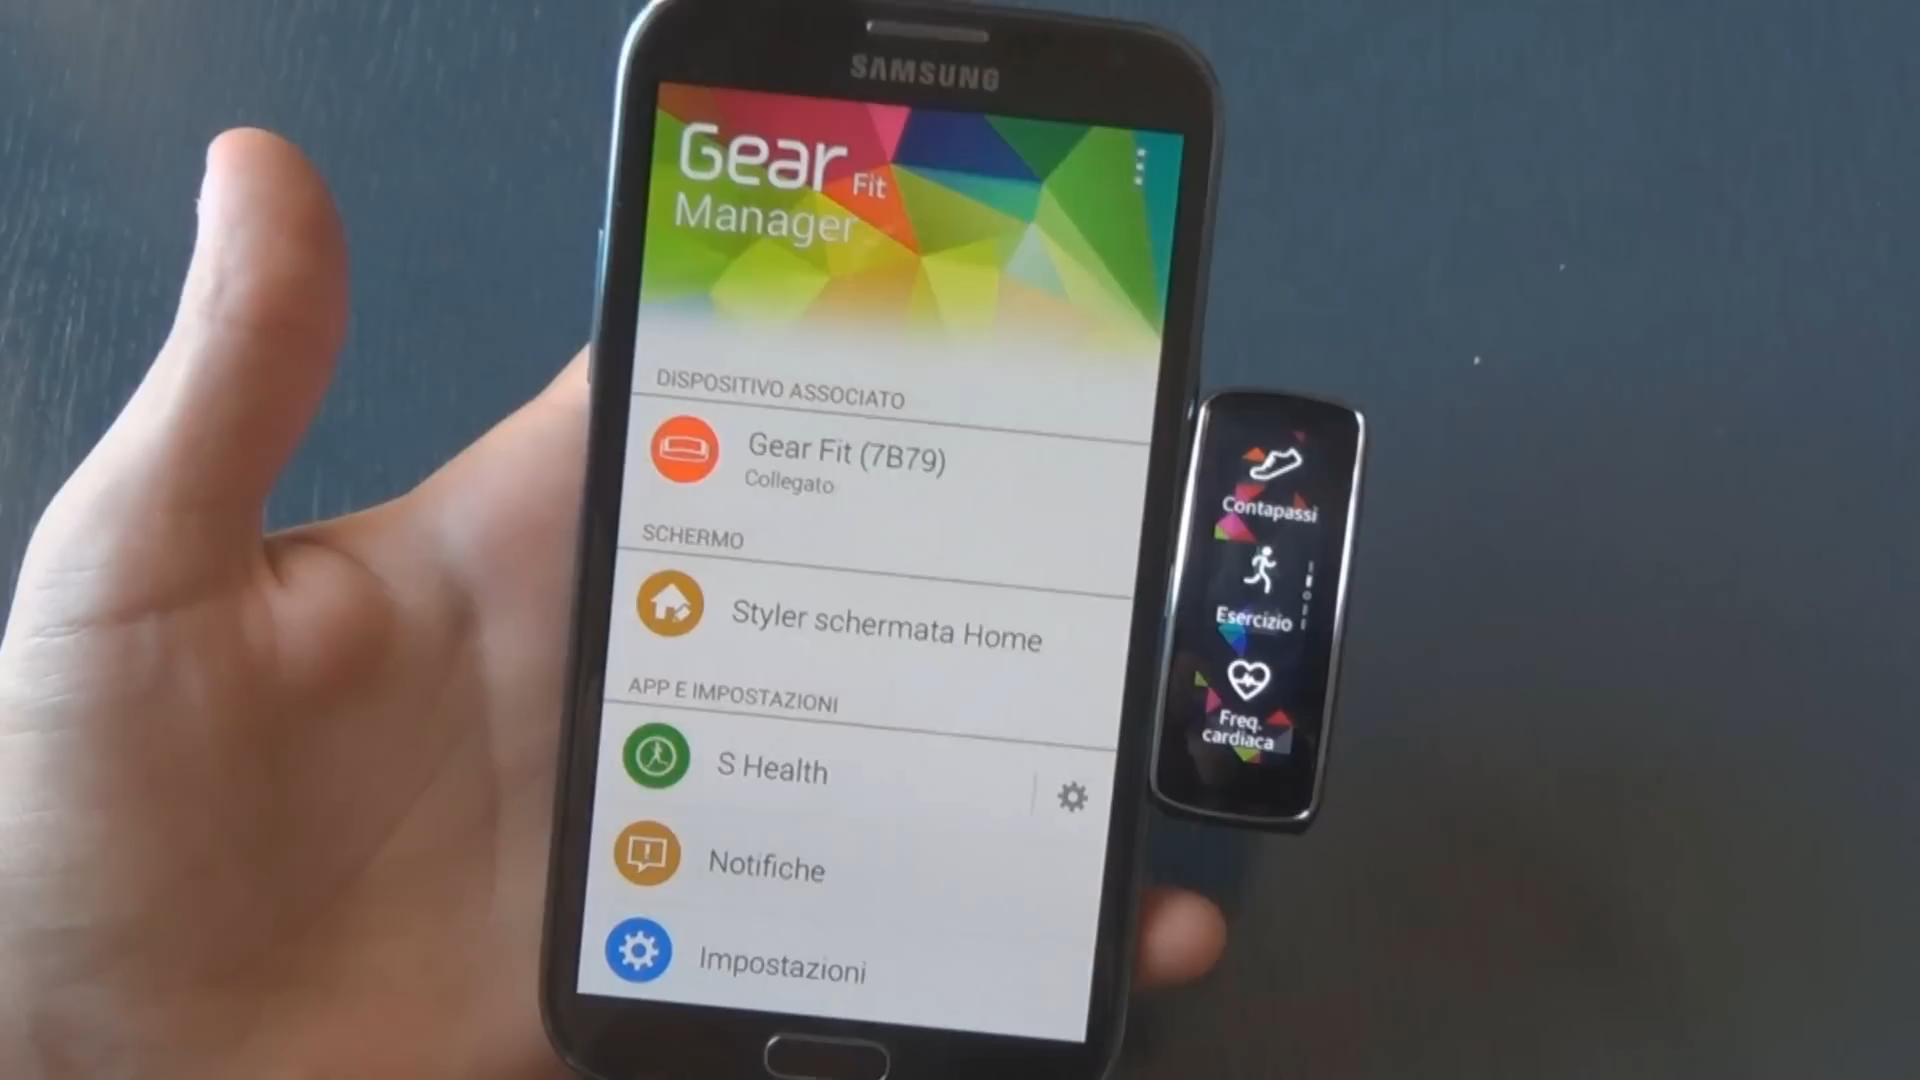 SAMSUNG
Gear Fit
Manager
DISPOSITIVO ASSOCIATO
Gear Fit (7B79)
Collegato
SCHERMO
Styler schermata Home
APP E IMPOSTAZIONI
S Health
Notifiche
Impostazioni
Contapassi
Esercizio
Freq.
cardiaca